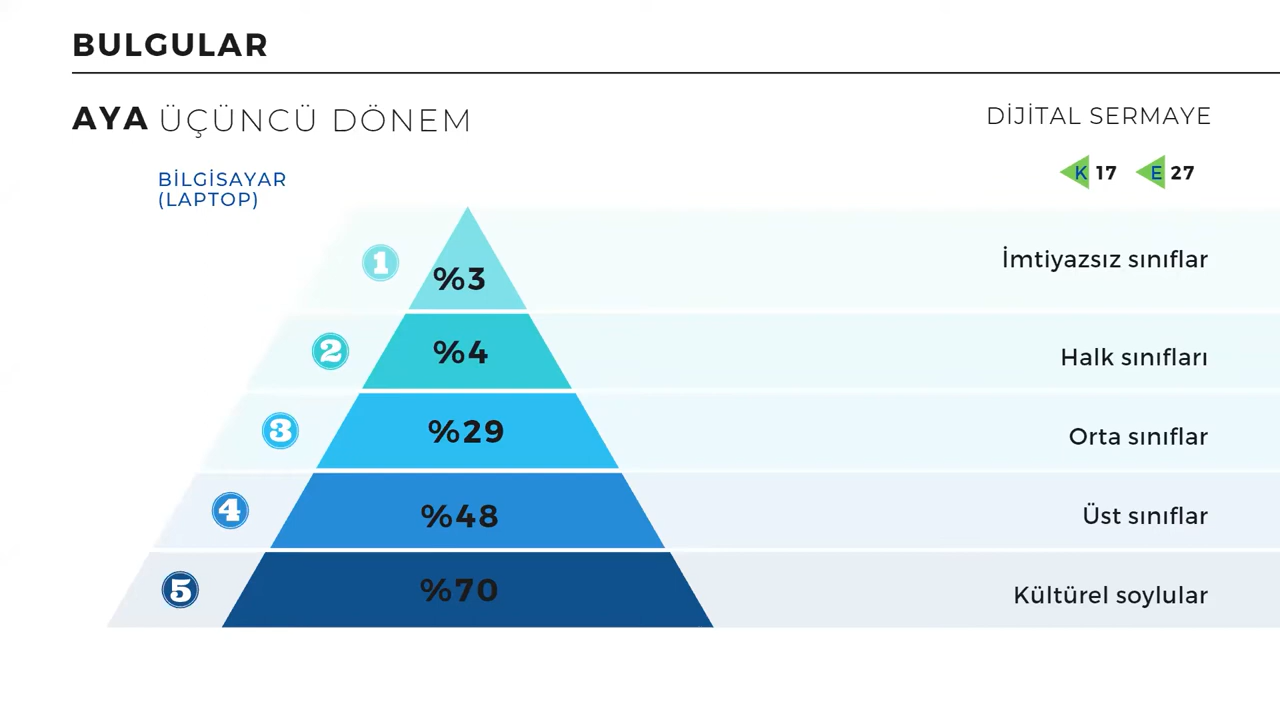 BULGULAR
AYA ÜÇÜNCÜ DÖNEM
DİJİTAL SERMAYE
BİLGİSAYAR
(LAPTOP)
K 17 E 27
1 %3 İmtiyazsız sınıflar
2 %4 Halk sınıfları
3 %29 Orta sınıflar
4 %48 Üst sınıflar
5 %70 Kültürel soylular